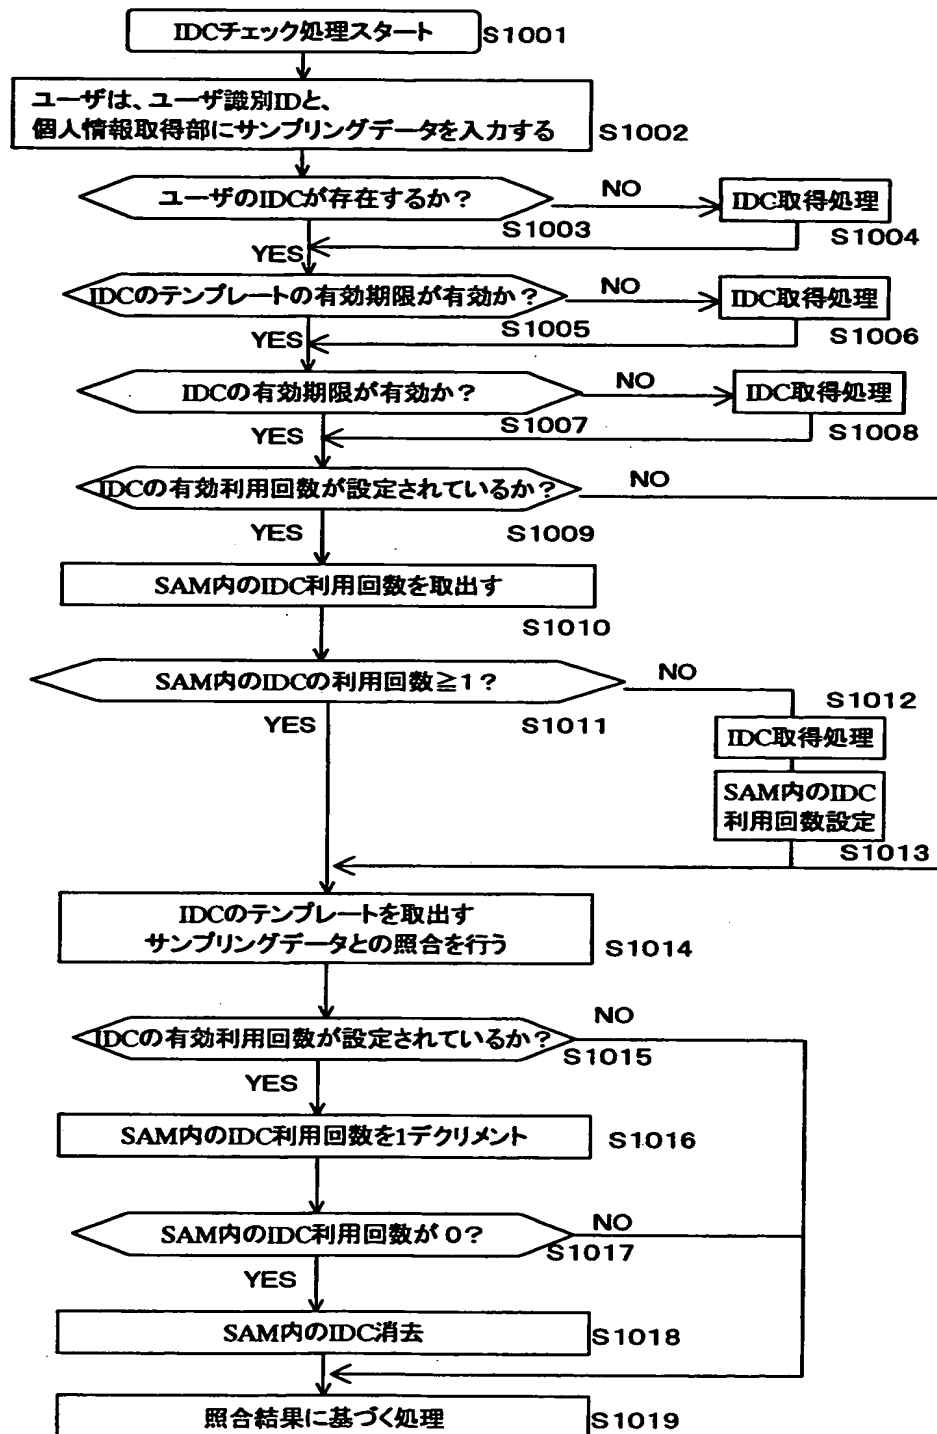 IDCチェック処理スタート
S1001
ユーザは、ユーザ識別IDと、
個人情報取得部にサンプリングデータを入力する
S1002
ユーザのIDCが存在するか？
NO
IDC取得処理
S1003
S1004
YES
IDCのテンプレートの有効期限が有効か？
NO
IDC取得処理
S1005
S1006
YES
IDCの有効期限が有効か？
NO
IDC取得処理
S1007
S1008
YES
IDCの有効利用回数が設定されているか？
NO
YES
S1009
SAM内のIDC利用回数を取出す
S1010
SAM内のIDCの利用回数≧1？
NO
YES
S1011
S1012
IDC取得処理
SAM内のIDC
利用回数設定
S1013
IDCのテンプレートを取出す
サンプリングデータとの照合を行う
S1014
IDCの有効利用回数が設定されているか？
NO
S1015
YES
SAM内のIDC利用回数を1デクリメント
S1016
SAM内のIDC利用回数が 0？
NO
S1017
YES
SAM内のIDC消去
S1018
照合結果に基づく処理
S1019